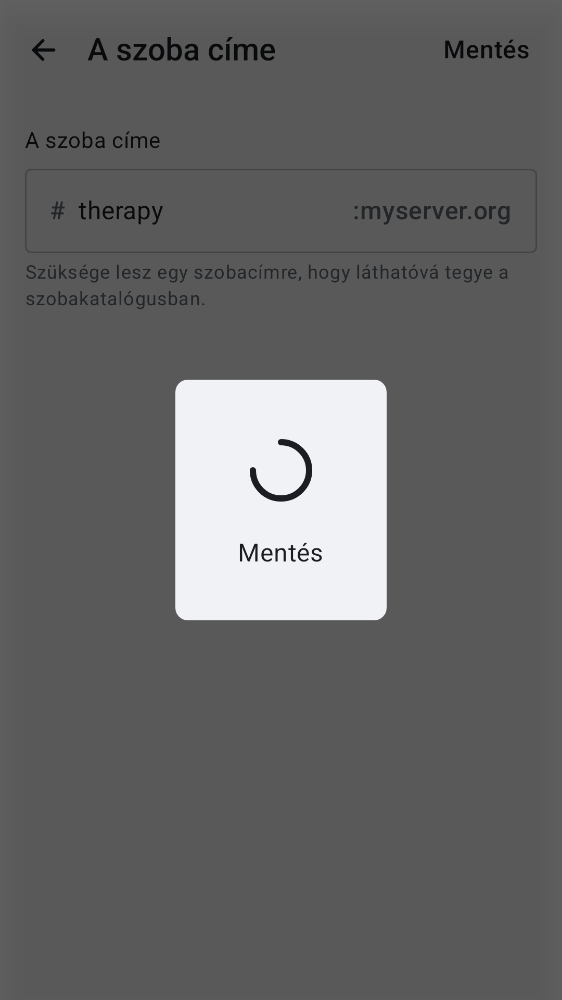 A szoba címe
Mentés
A szoba címe
# therapy :myserver.org
Szüksége lesz egy szobacímre, hogy láthatóvá tegye a
szobakatalógusban.
Mentés